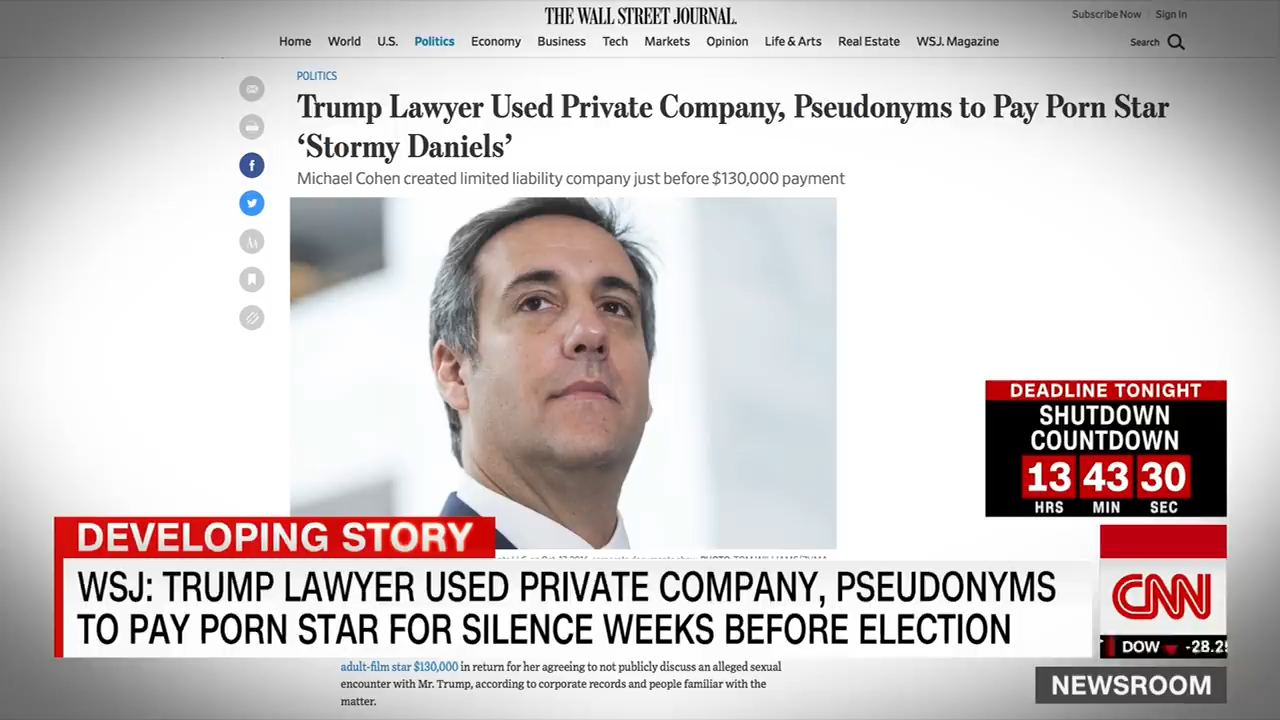 THE WALL STREET JOURNAL.
Subscribe Now Sign In
Home World U.S. Politics Economy Business Tech Markets Opinion Life & Arts Real Estate WSJ. Magazine
Search
POLITICS
Trump Lawyer Used Private Company, Pseudonyms to Pay Porn Star
‘Stormy Daniels’
Michael Cohen created limited liability company just before $130,000 payment
DEADLINE TONIGHT
SHUTDOWN
COUNTDOWN
13 43 30
HRS MIN SEC
DEVELOPING STORY
WSJ: TRUMP LAWYER USED PRIVATE COMPANY, PSEUDONYMS
TO PAY PORN STAR FOR SILENCE WEEKS BEFORE ELECTION
CNN
DOW -28.2
adult-film star $130,000 in return for her agreeing to not publicly discuss an alleged sexual
encounter with Mr. Trump, according to corporate records and people familiar with the
matter.
NEWSROOM